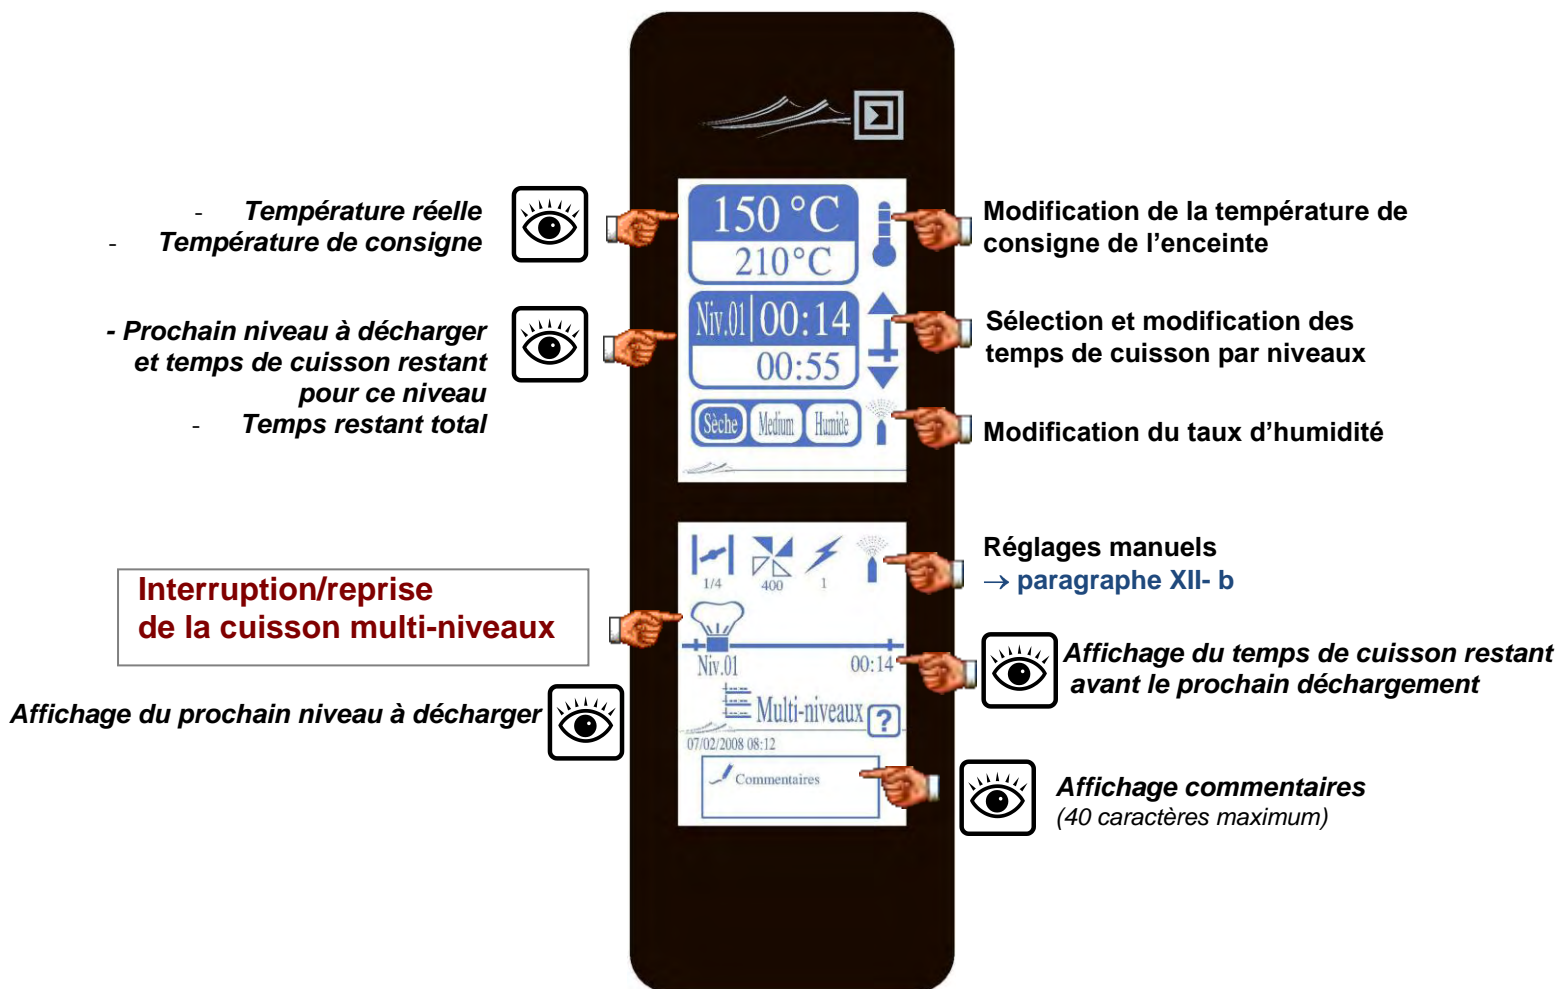 - Température réelle
- Température de consigne
- Prochain niveau à décharger
et temps de cuisson restant
pour ce niveau
- Temps restant total
Interruption/reprise
de la cuisson multi-niveaux
Affichage du prochain niveau à décharger
150 °C
210°C
Niv.01 00:14
00:55
Sèche Medium Humide
1/4 400 1
Niv.01 00:14
Multi-niveaux ?
07/02/2008 08:12
Commentaires
Modification de la température de
consigne de l’enceinte
Sélection et modification des
temps de cuisson par niveaux
Modification du taux d’humidité
Réglages manuels
→ paragraphe XII- b
Affichage du temps de cuisson restant
avant le prochain déchargement
Affichage commentaires
(40 caractères maximum)